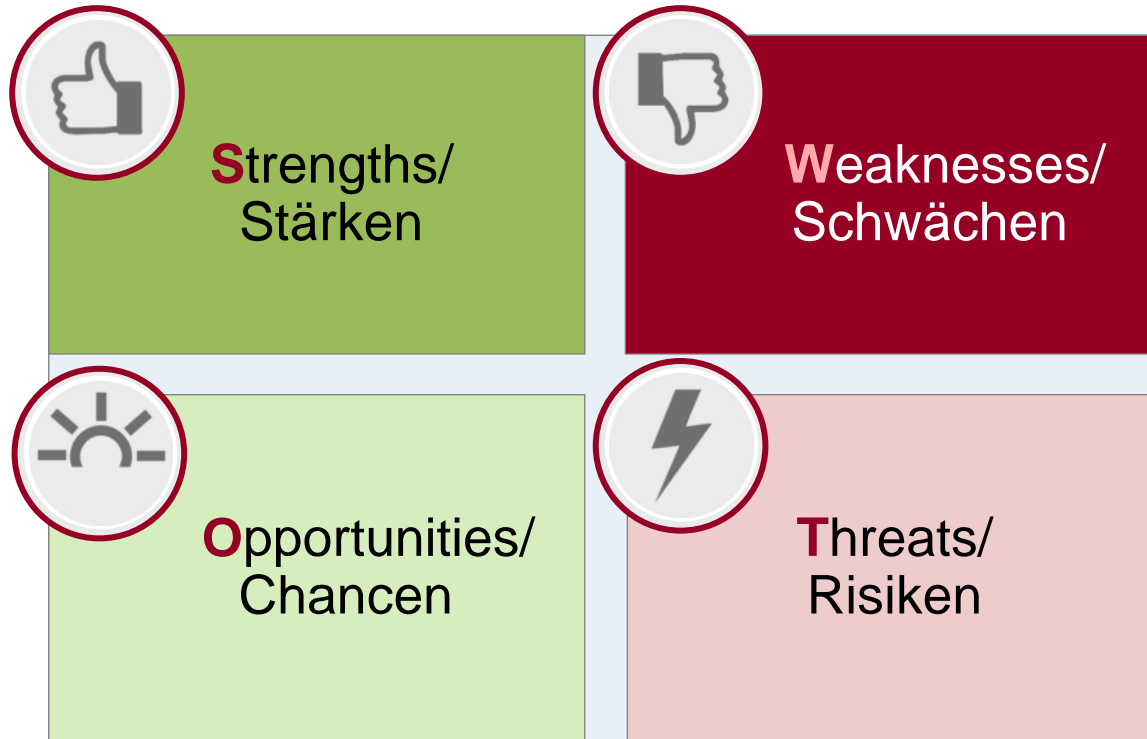 Strengths/
Stärken
Weaknesses/
Schwächen
Opportunities/
Chancen
Threats/
Risiken